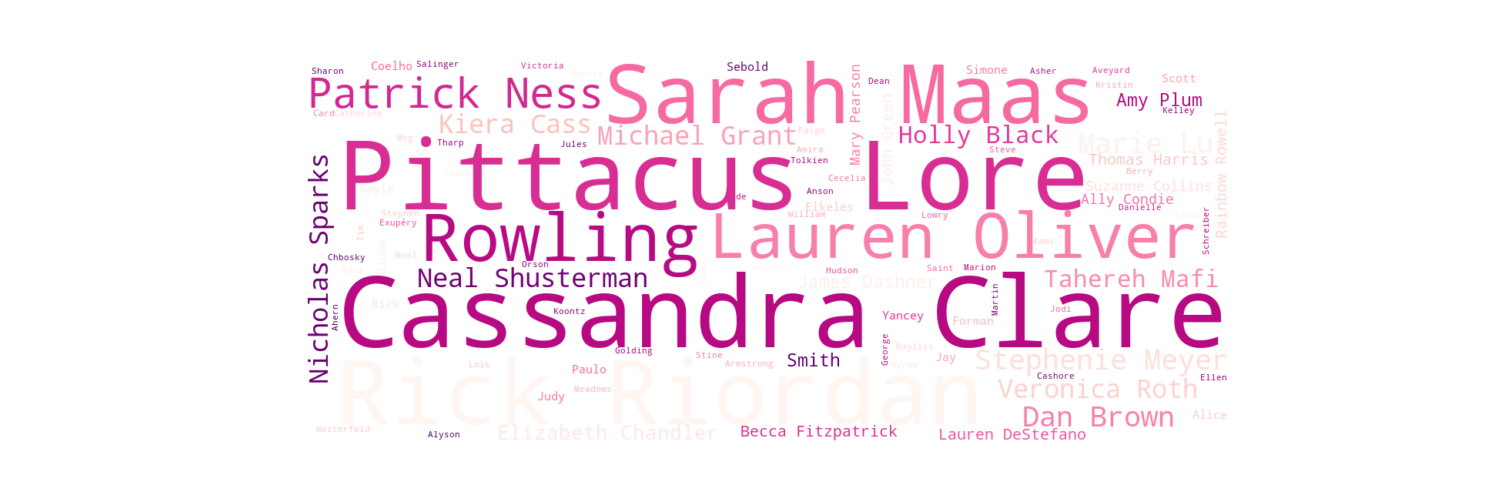 Sharon
Coelho
Salinger
Victoria
Sebold
Simone
Asher
Aveyard
Patrick Ness
Sarah Maas
Dean
Kristin
Scott
Amy Plum
Kelley
Card
Catherine
Kiera Cass
Michael Grant
Paige
Mary Pearson
John Green
Holly Black
Marie Lu
Rainbow Rowell
Meg
Tharp
Jules
Amira
Steve
Pittacus Lore
Tolkien
Thomas Harris
Berry
Nicholas Sparks
Cecelia
Suzanne Collins
Anson
Ally Condie
Elkeles
Danielle
Stephen
William
Lowry
Exupéry
Tim
Rowling
Lauren Oliver
Schreiber
Kami
Chbosky
Noel
Orson
Hudson
Saint
Marion
Neal Shusterman
James Dashner
Tahereh Mafi
Rick
Martin
Cassandra Clare
Ahern
Koontz
Yancey
Forman
Jodi
Golding
Stine
Smith
George
Bayliss
Jay
Stephenie Meyer
Lois
Armstrong
Verne
Rick Riordan
Paulo
Cashore
Ellen
Meadows
Judy
Veronica Roth
Dan Brown
Alice
Westerfeld
Alyson
Elizabeth Chandler
Becca Fitzpatrick
Lauren DeStefano